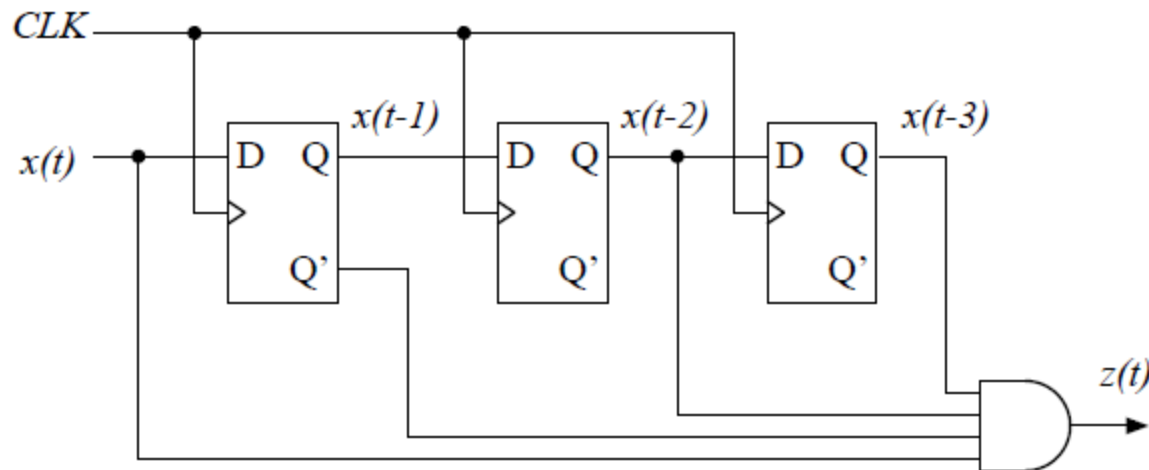 CLK
x(t-1)
x(t-2)
x(t-3)
x(t)
D Q
D Q
D Q
Q’
Q’
Q’
z(t)